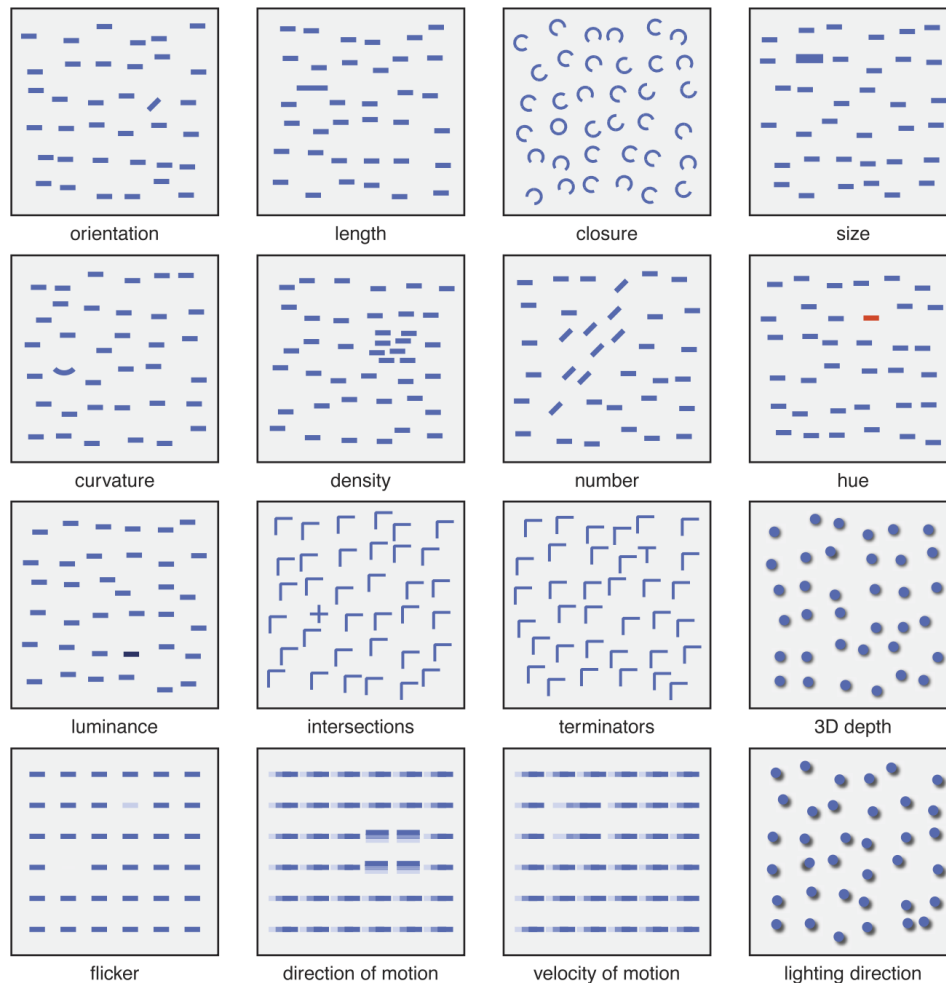 orientation
length
closure
size
curvature
density
number
hue
luminance
intersections
terminators
3D depth
flicker
direction of motion
velocity of motion
lighting direction